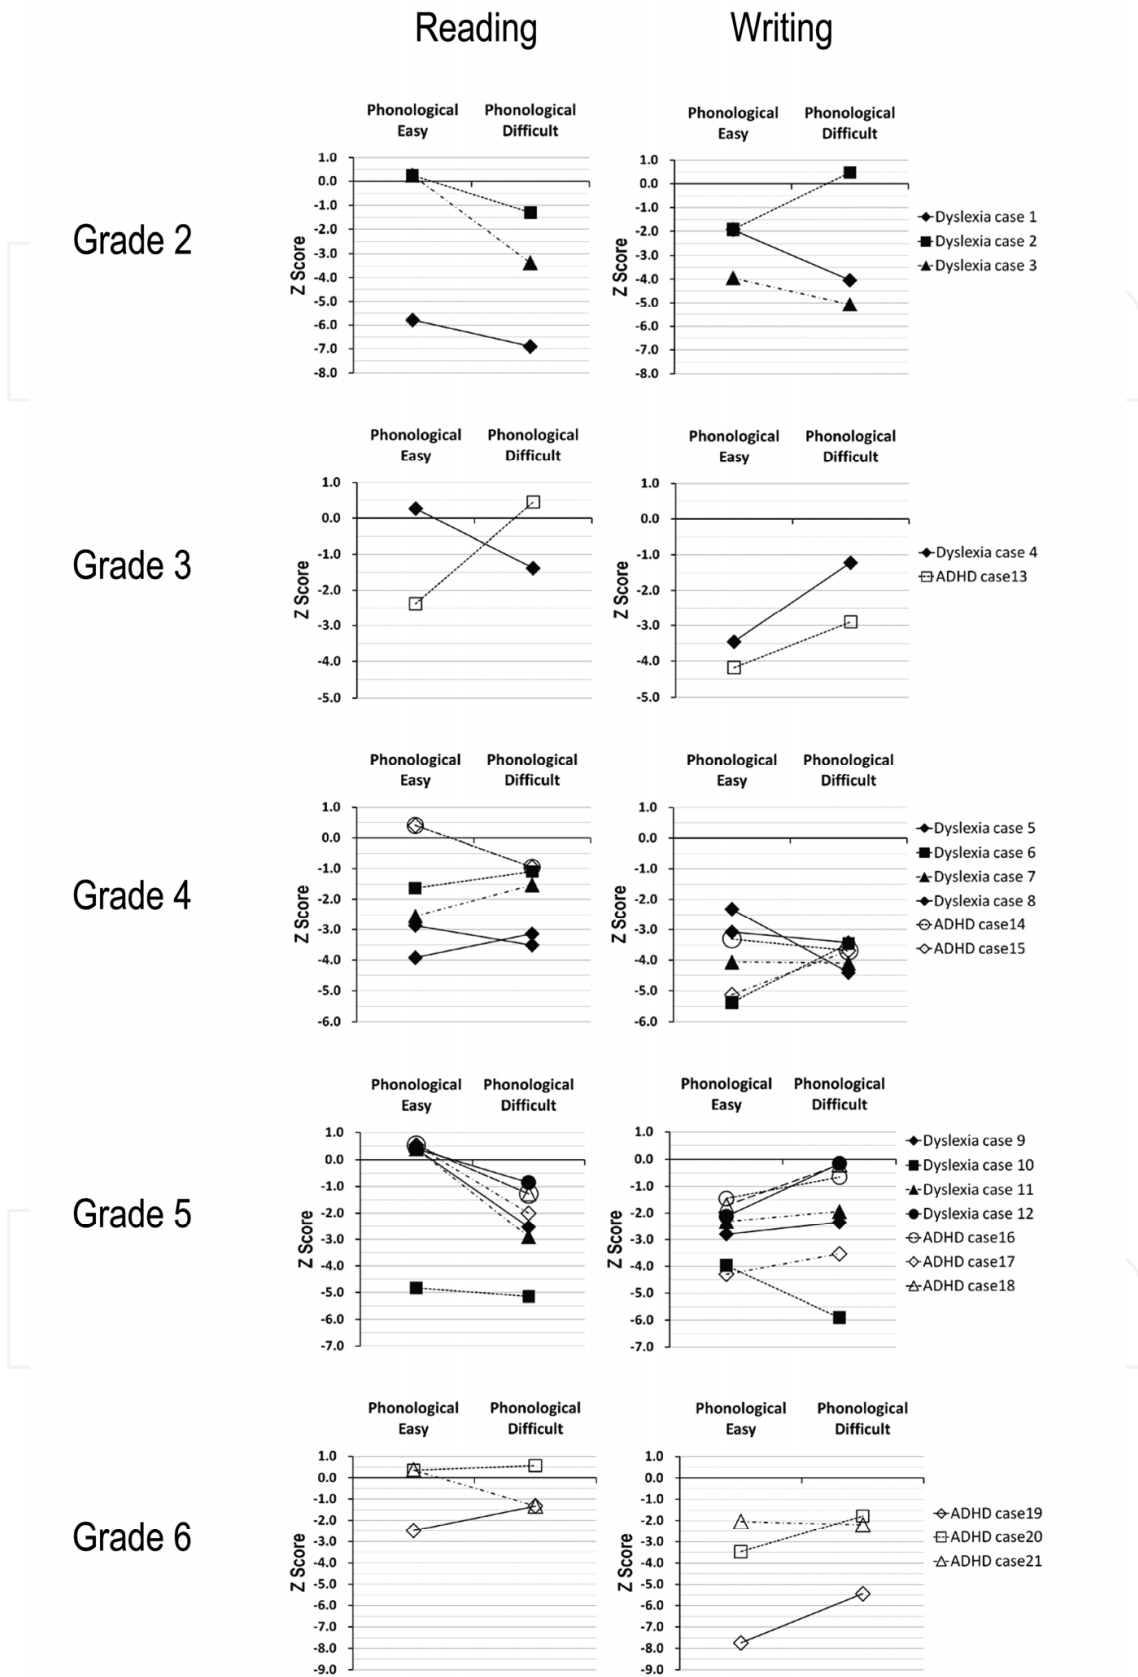 Reading Writing
Phonological Easy Phonological Difficult Phonological Easy Phonological Difficult
Grade 2
Z Score
1.0
0.0
-1.0
-2.0
-3.0
-4.0
-5.0
-6.0
-7.0
-8.0
Z Score
1.0
0.0
-1.0
-2.0
-3.0
-4.0
-5.0
-6.0
-7.0
-8.0
Dyslexia case 1
Dyslexia case 2
Dyslexia case 3
Phonological Easy Phonological Difficult Phonological Easy Phonological Difficult
Grade 3
Z Score
1.0
0.0
-1.0
-2.0
-3.0
-4.0
-5.0
Z Score
1.0
0.0
-1.0
-2.0
-3.0
-4.0
-5.0
Dyslexia case 4
ADHD case13
Phonological Easy Phonological Difficult Phonological Easy Phonological Difficult
Grade 4
Z Score
1.0
0.0
-1.0
-2.0
-3.0
-4.0
-5.0
-6.0
Z Score
1.0
0.0
-1.0
-2.0
-3.0
-4.0
-5.0
-6.0
Dyslexia case 5
Dyslexia case 6
Dyslexia case 7
Dyslexia case 8
ADHD case14
ADHD case15
Phonological Easy Phonological Difficult Phonological Easy Phonological Difficult
Grade 5
Z Score
1.0
0.0
-1.0
-2.0
-3.0
-4.0
-5.0
-6.0
-7.0
Z Score
1.0
0.0
-1.0
-2.0
-3.0
-4.0
-5.0
-6.0
-7.0
Dyslexia case 9
Dyslexia case 10
Dyslexia case 11
Dyslexia case 12
ADHD case16
ADHD case17
ADHD case18
Phonological Easy Phonological Difficult Phonological Easy Phonological Difficult
Grade 6
Z Score
1.0
0.0
-1.0
-2.0
-3.0
-4.0
-5.0
-6.0
-7.0
-8.0
-9.0
Z Score
1.0
0.0
-1.0
-2.0
-3.0
-4.0
-5.0
-6.0
-7.0
-8.0
-9.0
ADHD case19
ADHD case20
ADHD case21